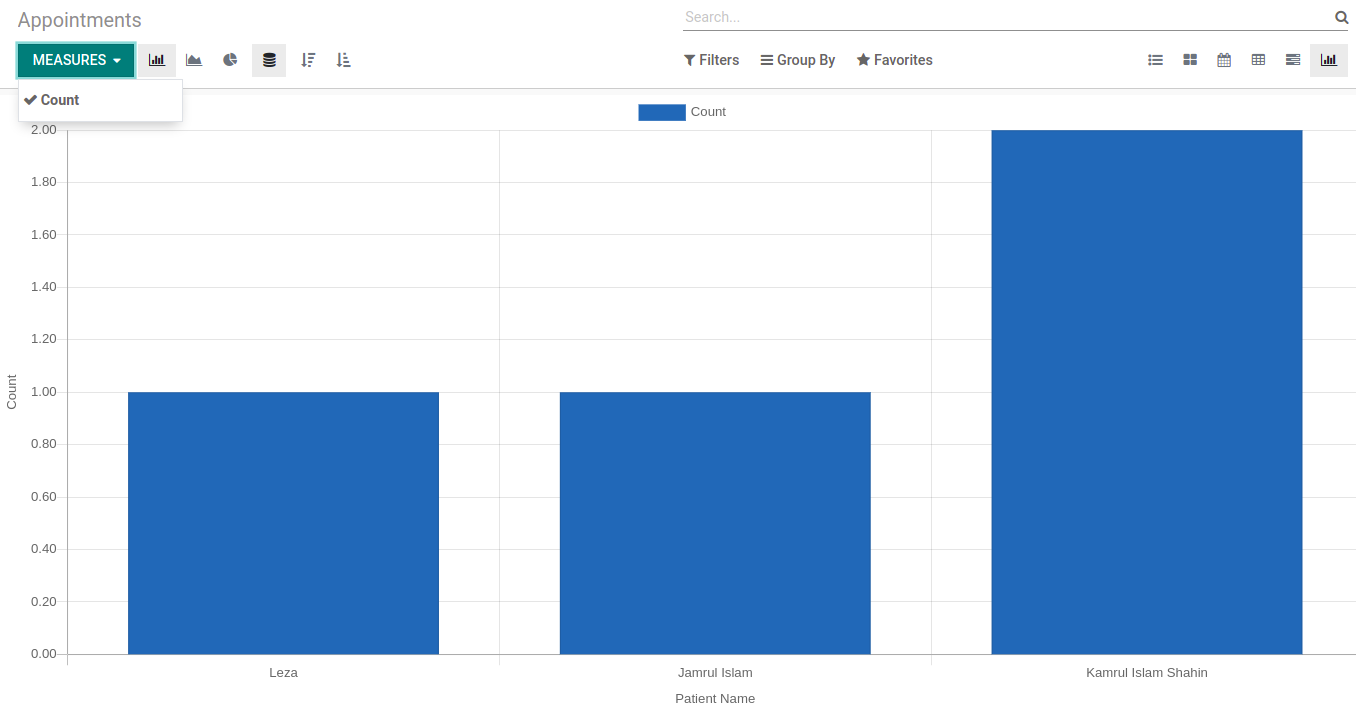 Appointments
Search...
MEASURES
Filters
Group By
Favorites
Count
Count
2.00
1.80
1.60
1.40
1.20
1.00
0.80
0.60
0.40
0.20
0.00
Count
Leza
Jamrul Islam
Kamrul Islam Shahin
Patient Name